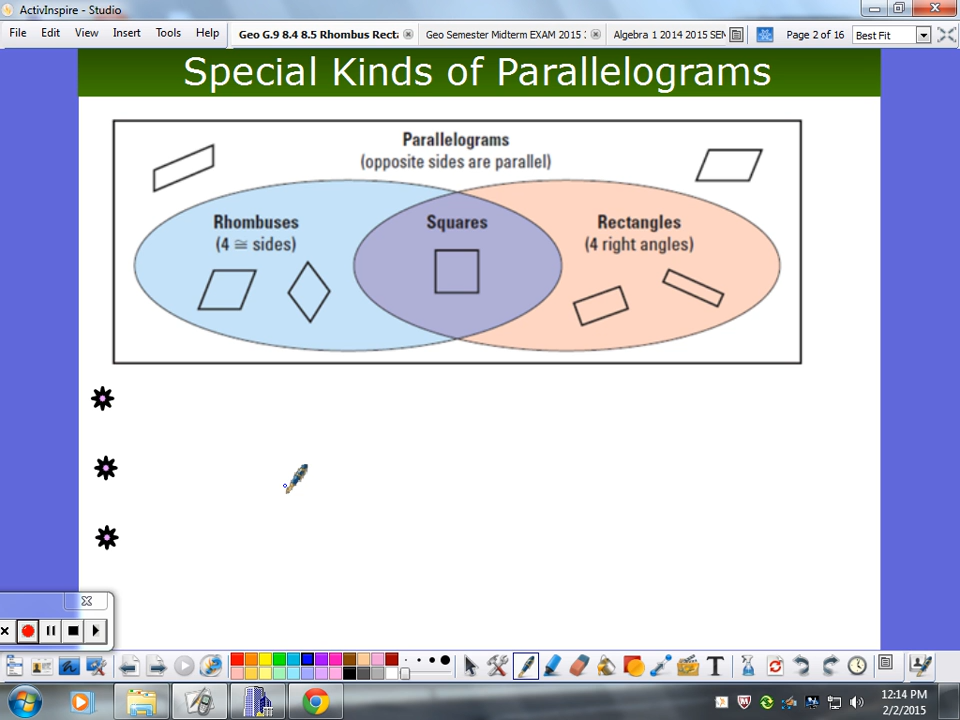 ActivInspire - Studio
File Edit View Insert Tools Help
Geo G.9 8.4 8.5 Rhombus Recta
Geo Semester Midterm EXAM 2015
Algebra 1 2014 2015 SEM
Page 2 of 16
Best Fit
Special Kinds of Parallelograms
Parallelograms
(opposite sides are parallel)
Rhombuses
(4 ≅ sides)
Squares
Rectangles
(4 right angles)
T
12:14 PM
2/2/2015